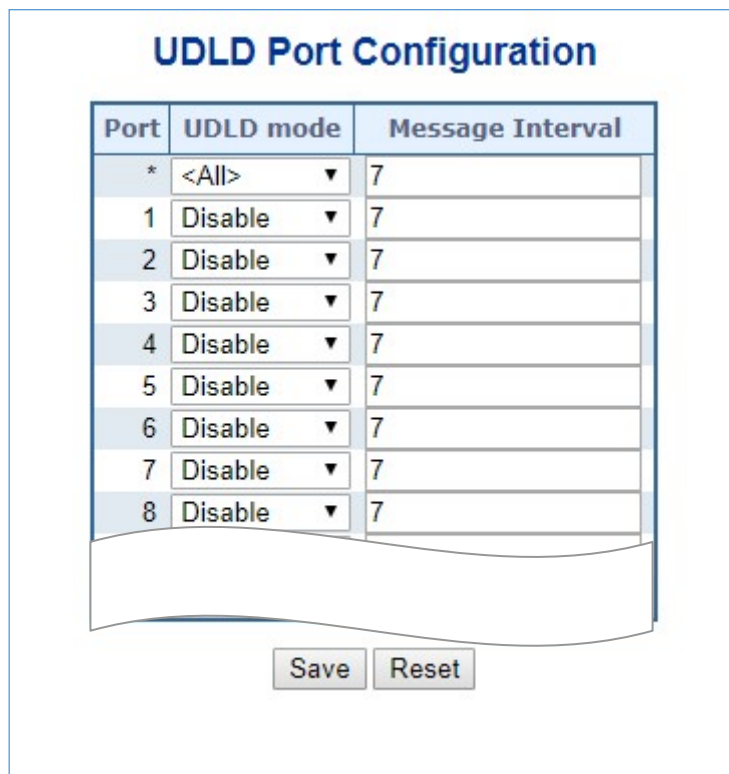 UDLD Port Configuration
Port UDLD mode Message Interval
* <All> 7
1 Disable 7
2 Disable 7
3 Disable 7
4 Disable 7
5 Disable 7
6 Disable 7
7 Disable 7
8 Disable 7
Save Reset